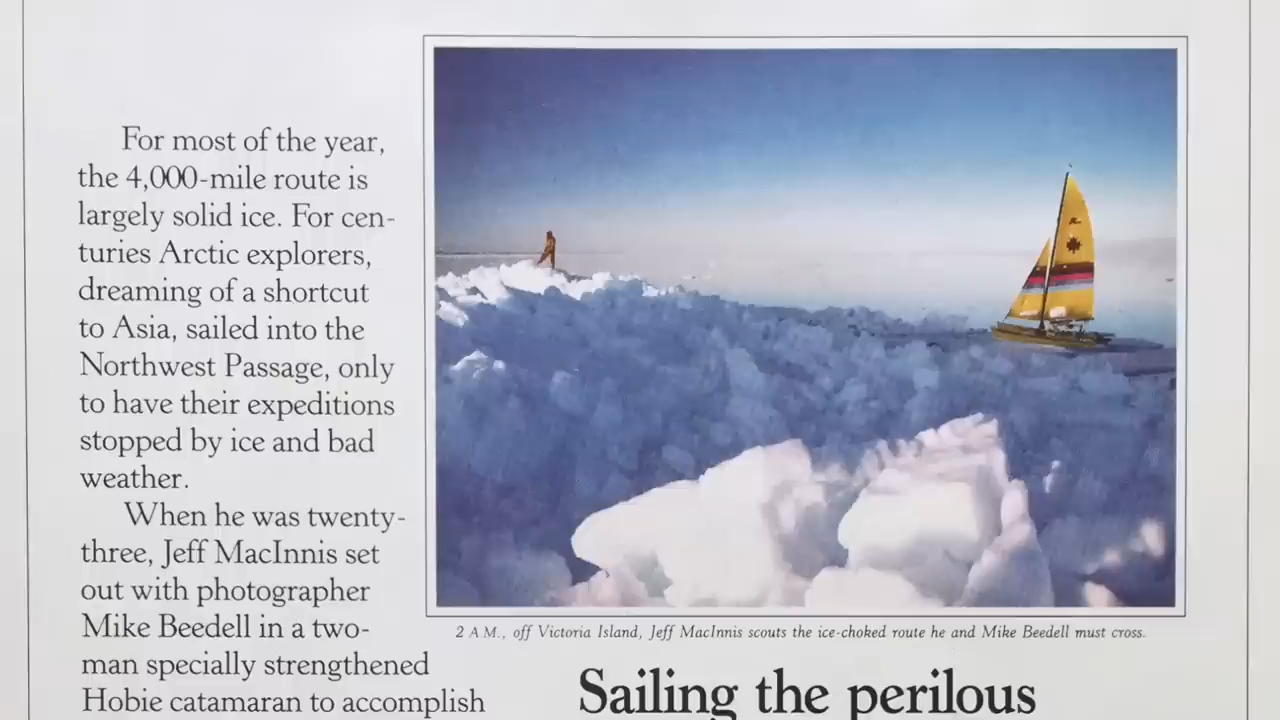 For most of the year,
the 4,000-mile route is
largely solid ice. For cen-
turies Arctic explorers,
dreaming of a shortcut
to Asia, sailed into the
Northwest Passage, only
to have their expeditions
stopped by ice and bad
weather.
When he was twenty-
three, Jeff MacInnis set
out with photographer
Mike Beedell in a two-
man specially strengthened
Hobie catamaran to accomplish
2 A M., off Victoria Island, Jeff MacInnis scouts the ice-choked route he and Mike Beedell must cross.
Sailing the perilous